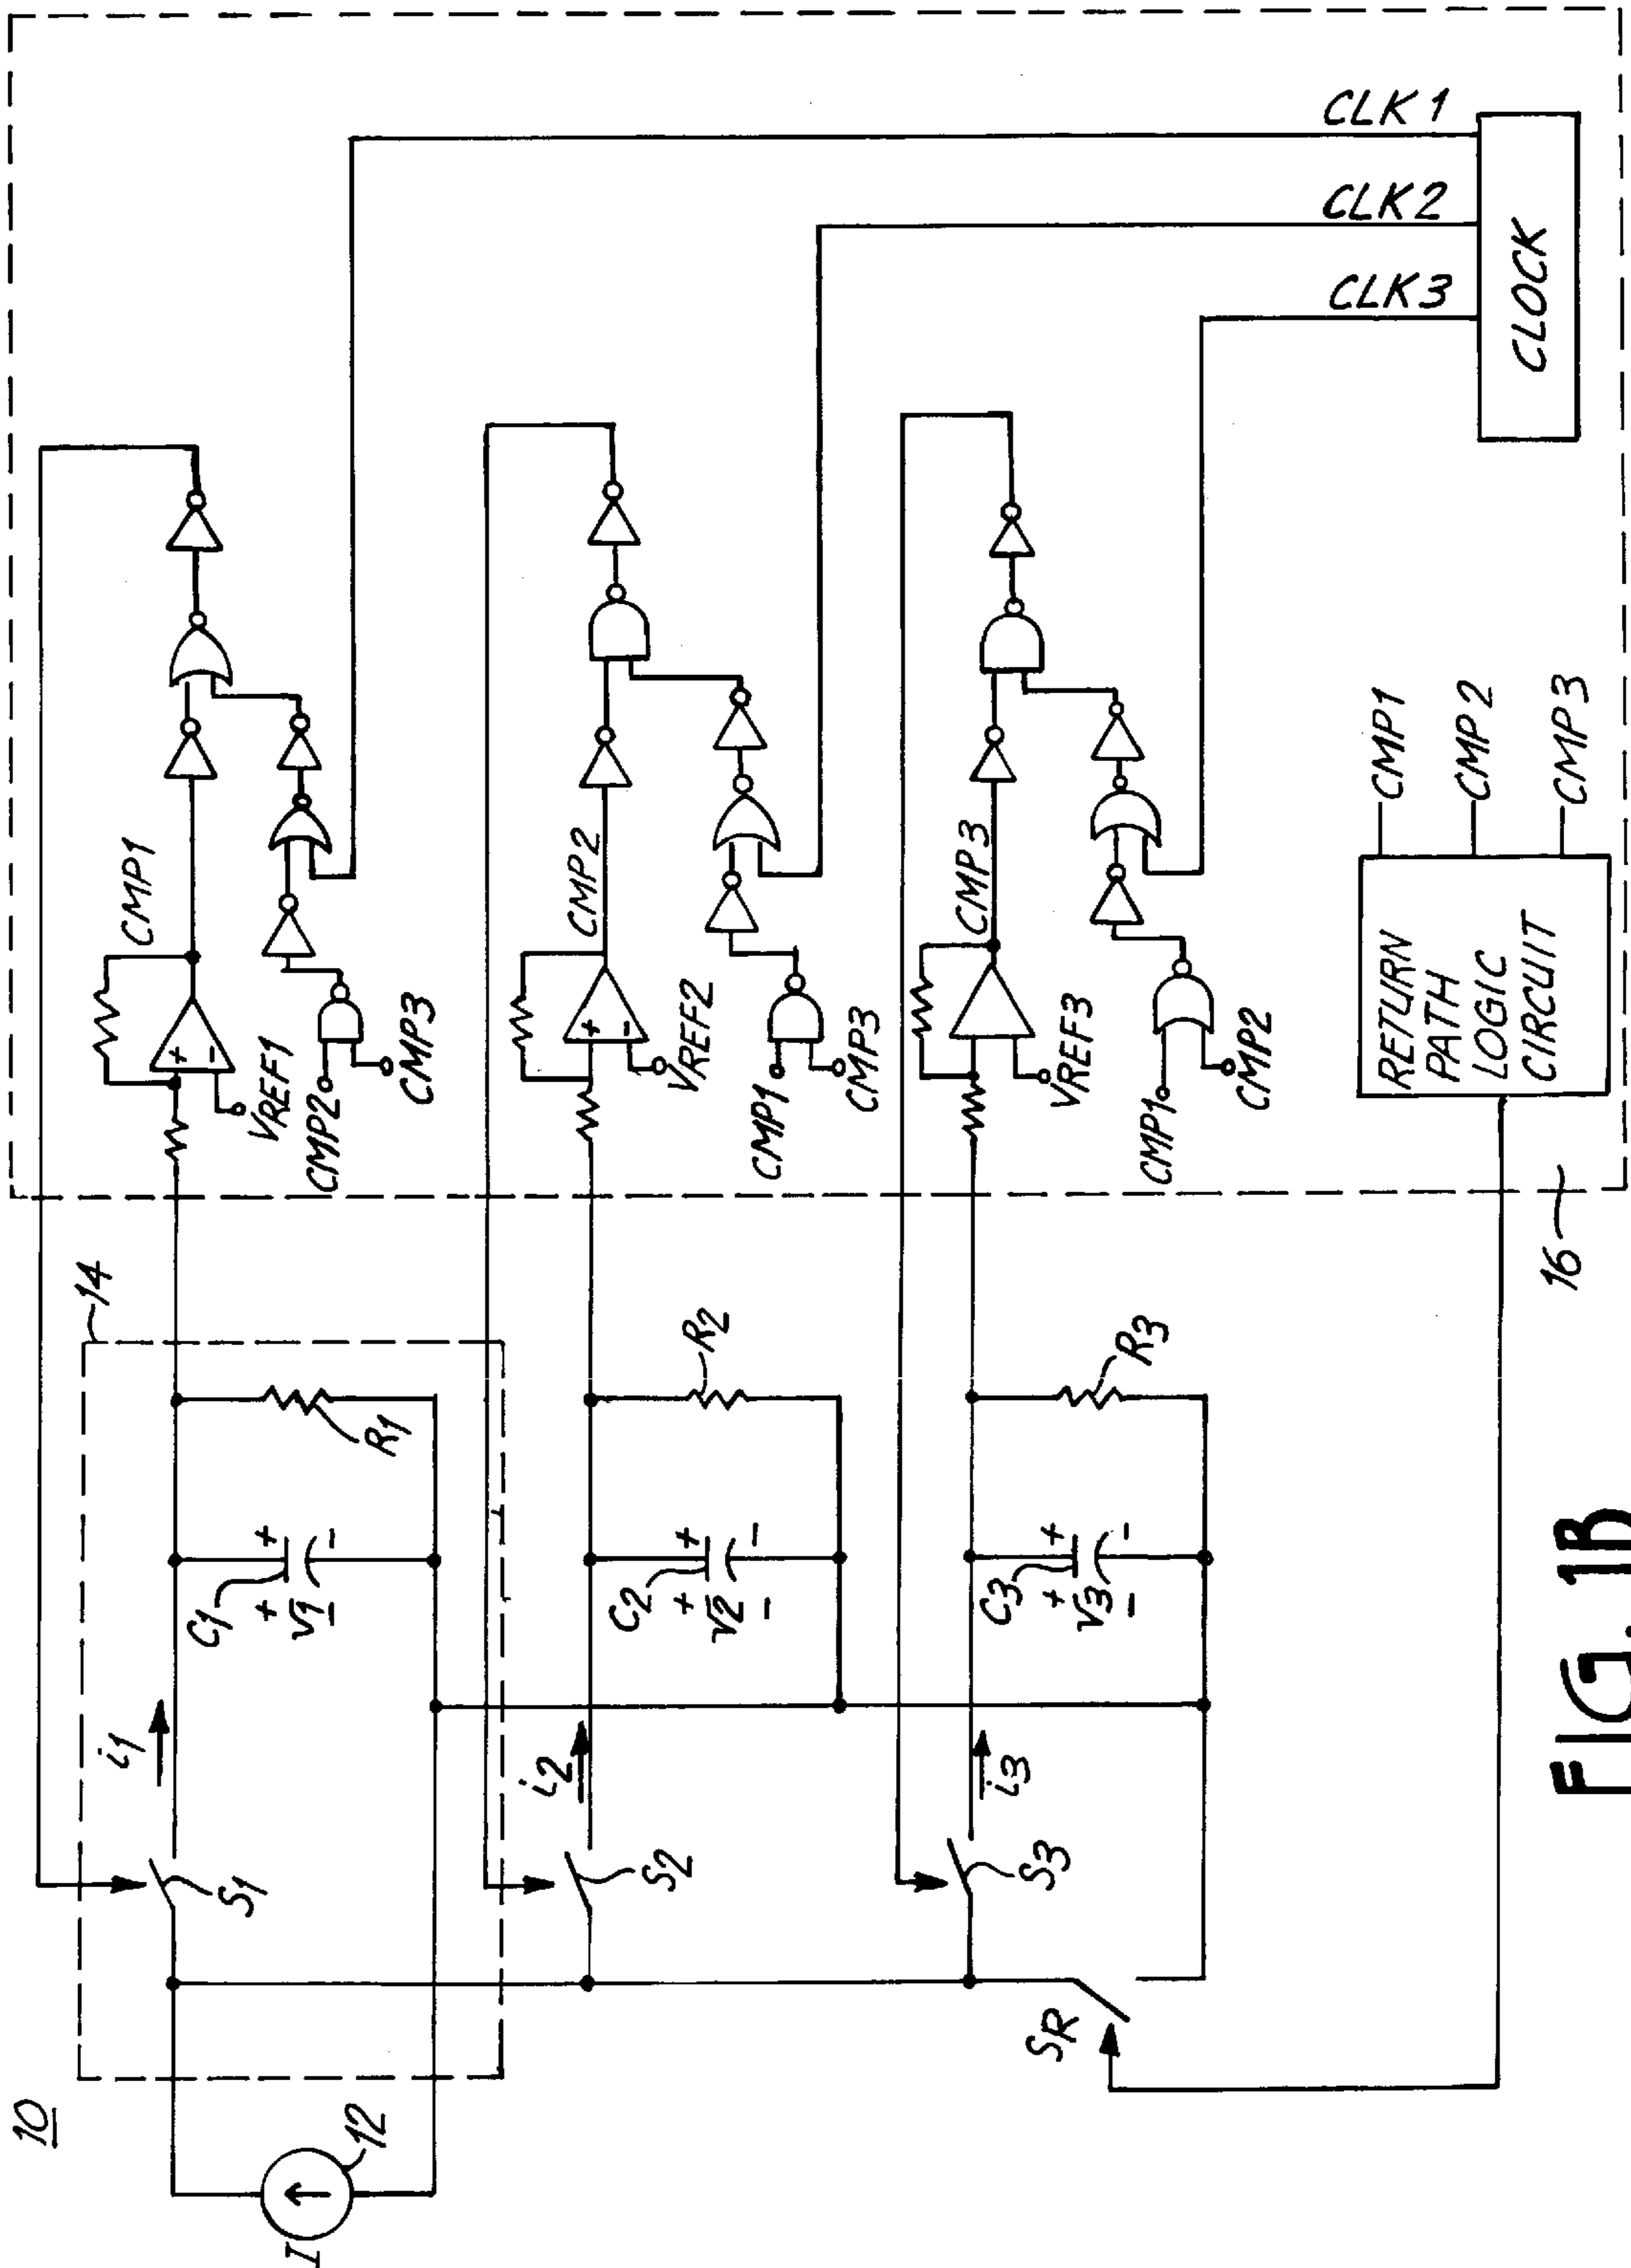 10
I
12
14
S1
i1
C1
+
V1
-
+
-
R1
VREF1
+
-
CMP1
CMP2
CMP3
CLK1
S2
i2
C2
+
V2
-
+
-
R2
VREF2
+
-
CMP2
CMP1
CMP3
CLK2
S3
i3
C3
+
V3
-
+
-
R3
VREF3
CMP3
CMP1
CMP2
CLK3
CLOCK
SR
RETURN
PATH
LOGIC
CIRCUIT
CMP1
CMP2
CMP3
16
FIG. 1B